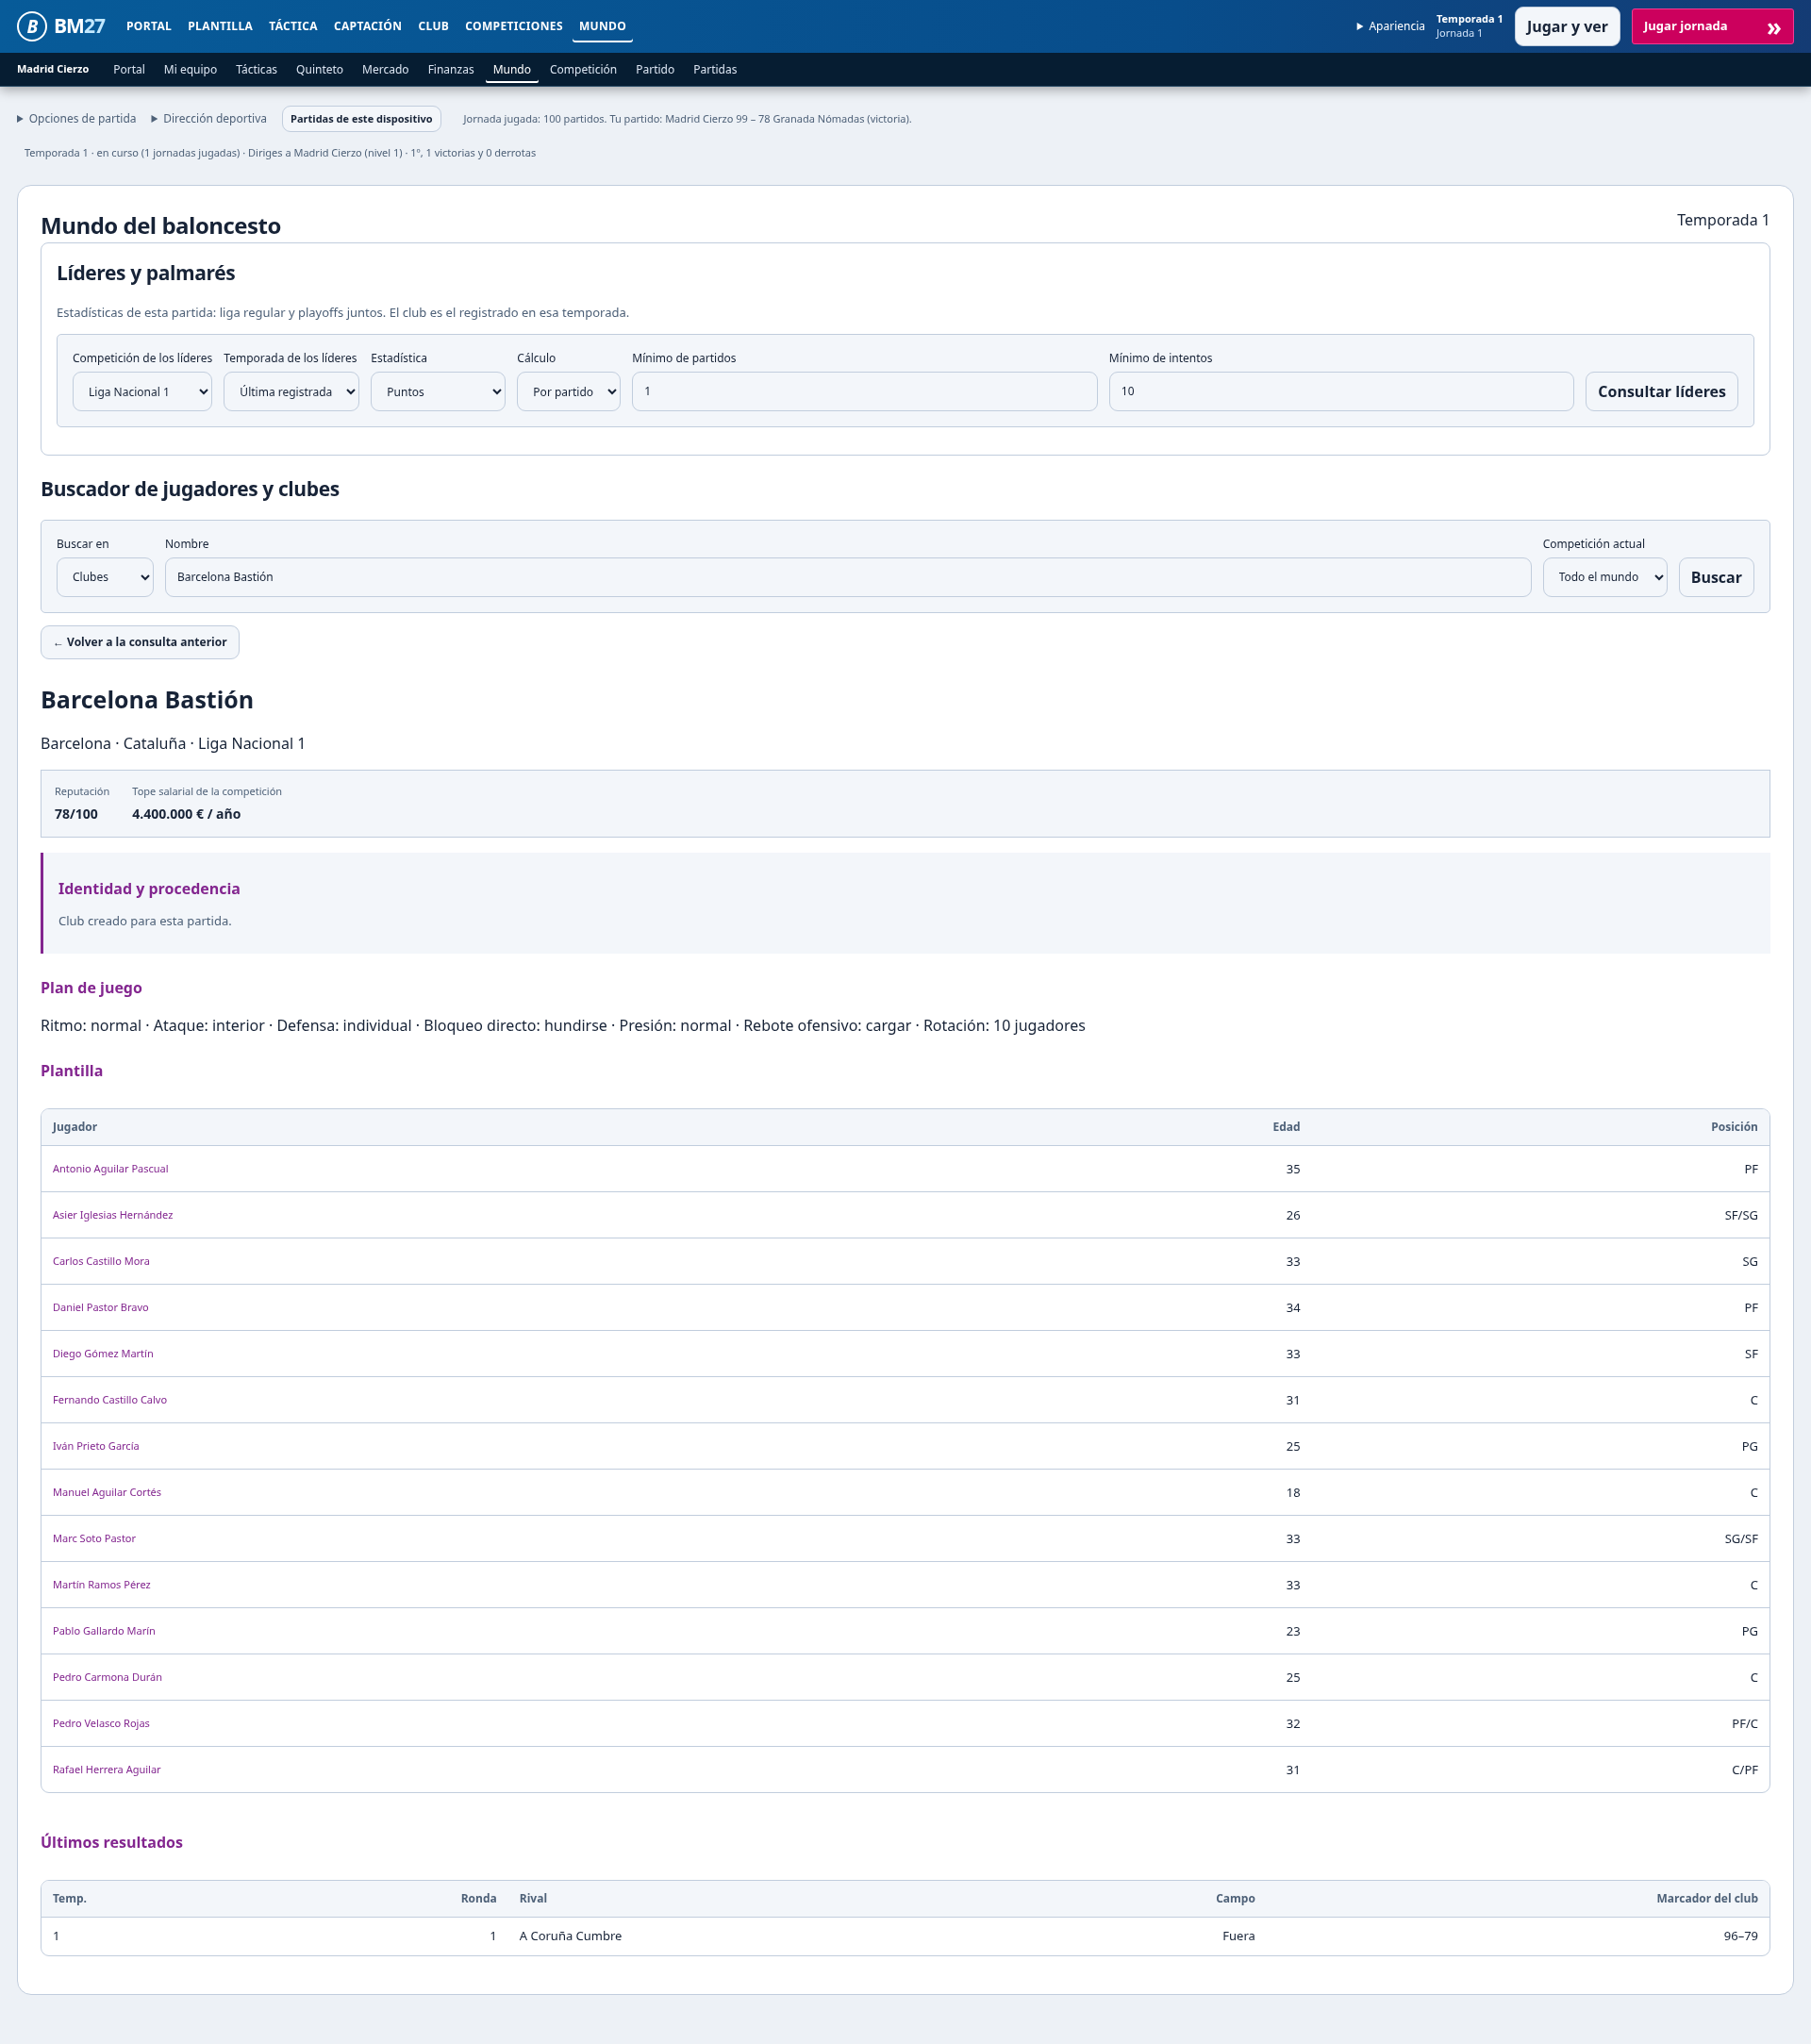 B BM27 PORTAL PLANTILLA TÁCTICA CAPTACIÓN CLUB COMPETICIONES MUNDO Apariencia Temporada 1 Jornada 1 Jugar y ver Jugar jornada »
Madrid Cierzo Portal Mi equipo Tácticas Quinteto Mercado Finanzas Mundo Competición Partido Partidas
Opciones de partida Dirección deportiva Partidas de este dispositivo Jornada jugada: 100 partidos. Tu partido: Madrid Cierzo 99 – 78 Granada Nómadas (victoria).
Temporada 1 · en curso (1 jornadas jugadas) · Diriges a Madrid Cierzo (nivel 1) · 1º, 1 victorias y 0 derrotas
Mundo del baloncesto Temporada 1
Líderes y palmarés
Estadísticas de esta partida: liga regular y playoffs juntos. El club es el registrado en esa temporada.
Competición de los líderes Temporada de los líderes Estadística Cálculo Mínimo de partidos Mínimo de intentos
Liga Nacional 1 Última registrada Puntos Por partido 1 10 Consultar líderes
Buscador de jugadores y clubes
Buscar en Nombre Competición actual
Clubes Barcelona Bastión Todo el mundo Buscar
← Volver a la consulta anterior
Barcelona Bastión
Barcelona · Cataluña · Liga Nacional 1
Reputación Tope salarial de la competición
78/100 4.400.000 € / año
Identidad y procedencia
Club creado para esta partida.
Plan de juego
Ritmo: normal · Ataque: interior · Defensa: individual · Bloqueo directo: hundirse · Presión: normal · Rebote ofensivo: cargar · Rotación: 10 jugadores
Plantilla
Jugador Edad Posición
Antonio Aguilar Pascual 35 PF
Asier Iglesias Hernández 26 SF/SG
Carlos Castillo Mora 33 SG
Daniel Pastor Bravo 34 PF
Diego Gómez Martín 33 SF
Fernando Castillo Calvo 31 C
Iván Prieto García 25 PG
Manuel Aguilar Cortés 18 C
Marc Soto Pastor 33 SG/SF
Martín Ramos Pérez 33 C
Pablo Gallardo Marín 23 PG
Pedro Carmona Durán 25 C
Pedro Velasco Rojas 32 PF/C
Rafael Herrera Aguilar 31 C/PF
Últimos resultados
Temp. Ronda Rival Campo Marcador del club
1 1 A Coruña Cumbre Fuera 96–79